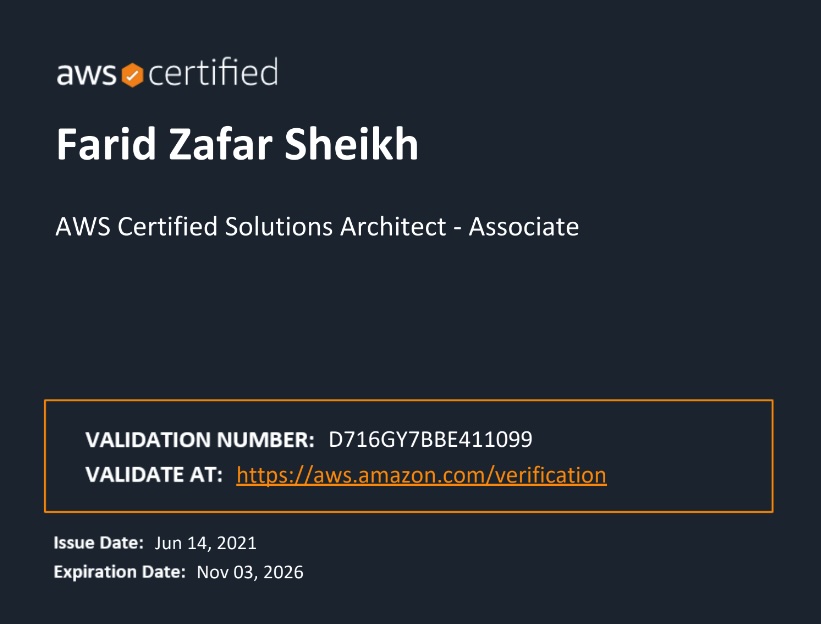 aws certified
Farid Zafar Sheikh
AWS Certified Solutions Architect - Associate
VALIDATION NUMBER: D716GY7BBE411099
VALIDATE AT: https://aws.amazon.com/verification
Issue Date: Jun 14, 2021
Expiration Date: Nov 03, 2026